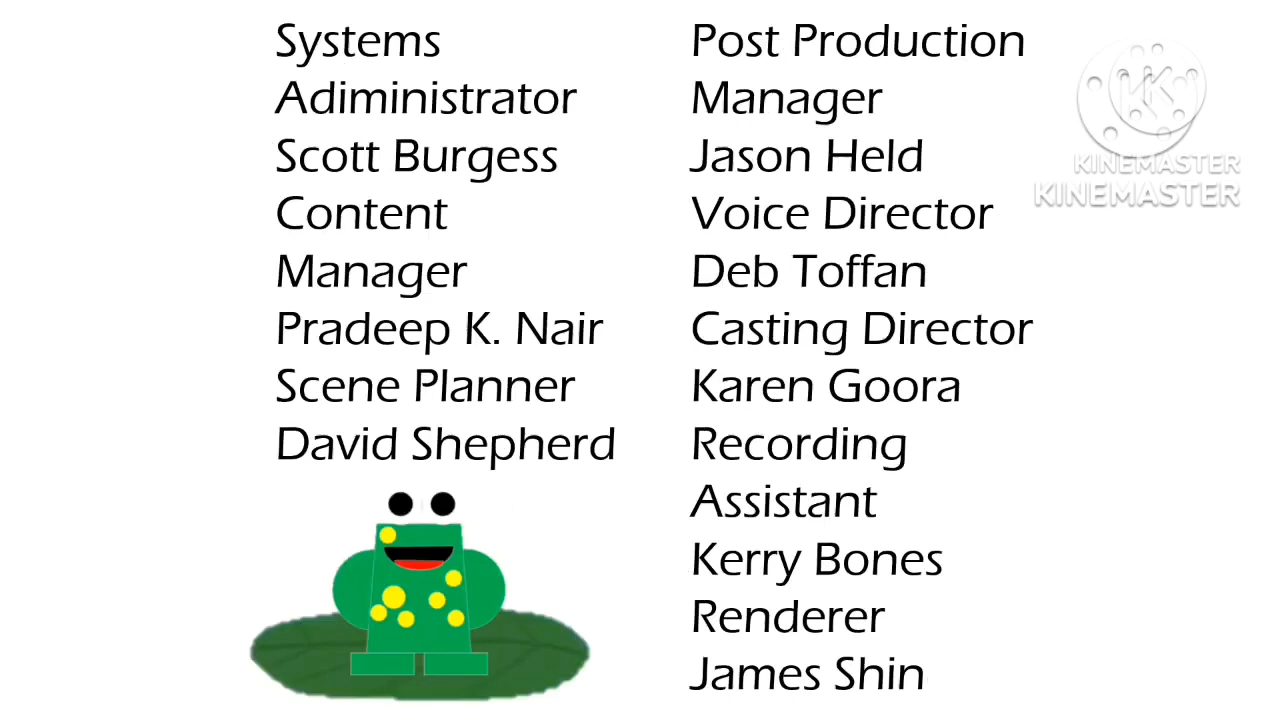 Systems
Adiministrator
Scott Burgess
Content
Manager
Pradeep K. Nair
Scene Planner
David Shepherd
Post Production
Manager
Jason Held
Voice Director
Deb Toffan
Casting Director
Karen Goora
Recording
Assistant
Kerry Bones
Renderer
James Shin
KINEMASTER
KINEMASTER